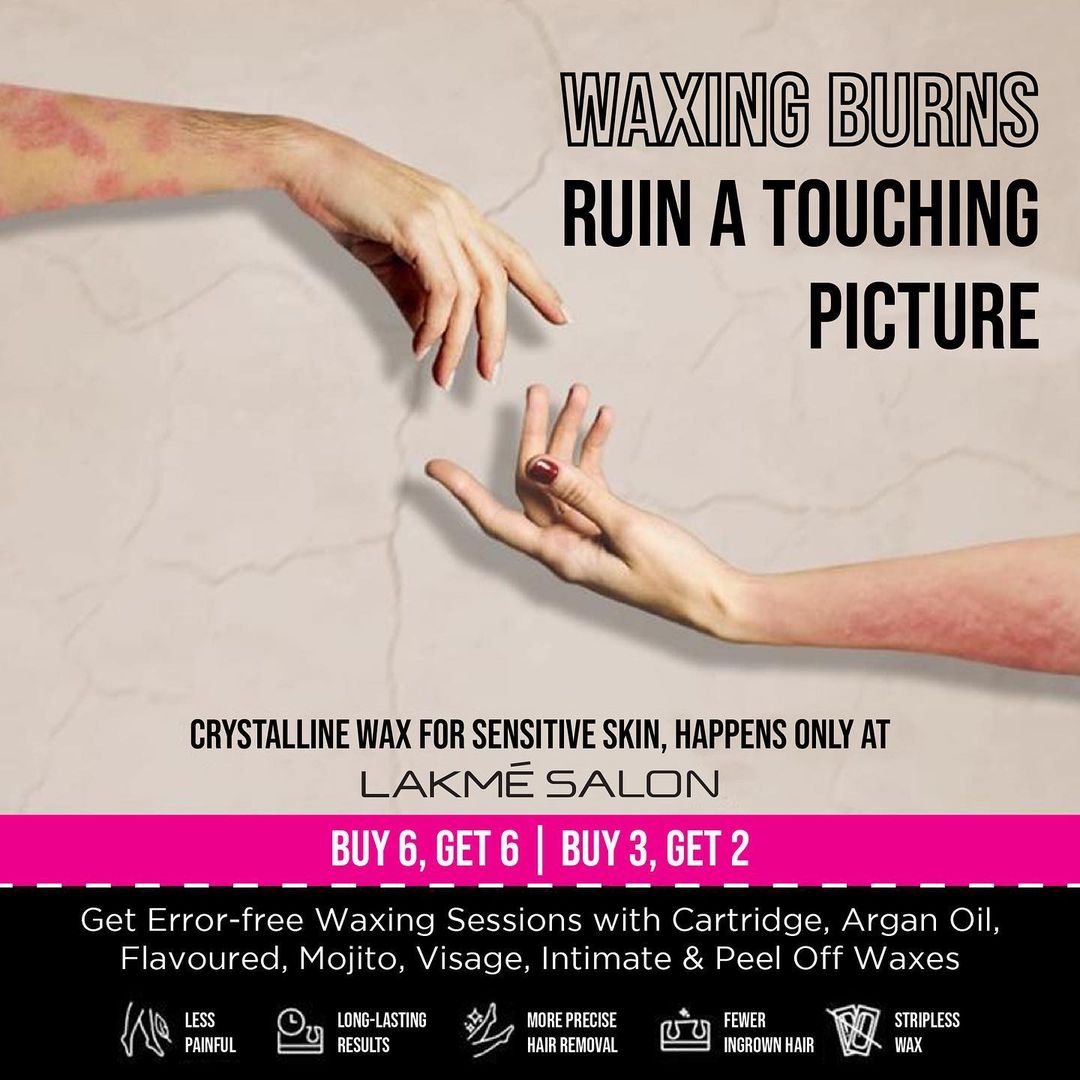 WAXING BURNS
RUIN A TOUCHING
PICTURE
CRYSTALLINE WAX FOR SENSITIVE SKIN, HAPPENS ONLY AT
LAKMÉ SALON
BUY 6, GET 6 | BUY 3, GET 2
Get Error-free Waxing Sessions with Cartridge, Argan Oil,
Flavoured, Mojito, Visage, Intimate & Peel Off Waxes
LESS
PAINFUL
LONG-LASTING
RESULTS
MORE PRECISE
HAIR REMOVAL
FEWER
INGROWN HAIR
STRIPLESS
WAX